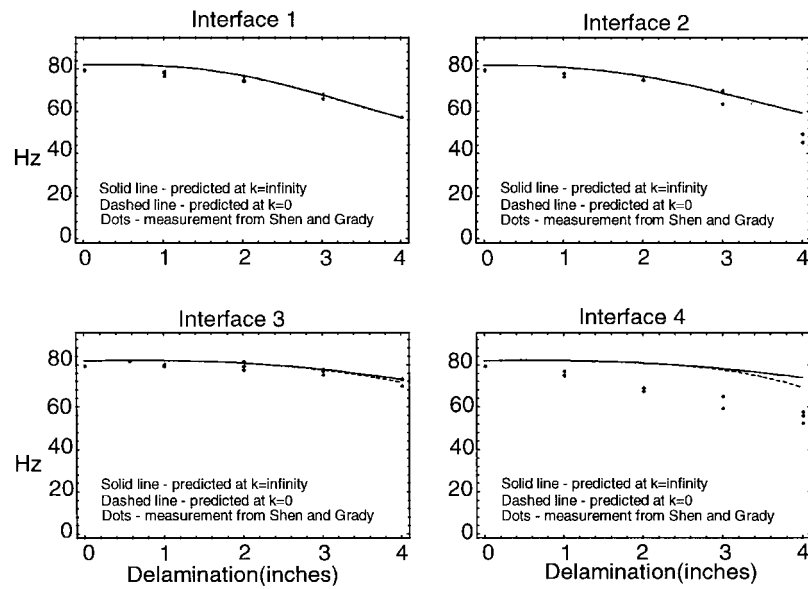 Interface 1
80
60
Hz
40
20
0
Solid line - predicted at k=infinity
Dashed line - predicted at k=0
Dots - measurement from Shen and Grady
0 1 2 3 4
Interface 2
80
60
40
20
0
Solid line - predicted at k=infinity
Dashed line - predicted at k=0
Dots - measurement from Shen and Grady
0 1 2 3 4
Interface 3
80
60
Hz
40
20
0
Solid line - predicted at k=infinity
Dashed line - predicted at k=0
Dots - measurement from Shen and Grady
0 1 2 3 4
Delamination(inches)
Interface 4
80
60
40
20
0
Solid line - predicted at k=infinity
Dashed line - predicted at k=0
Dots - measurement from Shen and Grady
0 1 2 3 4
Delamination(inches)